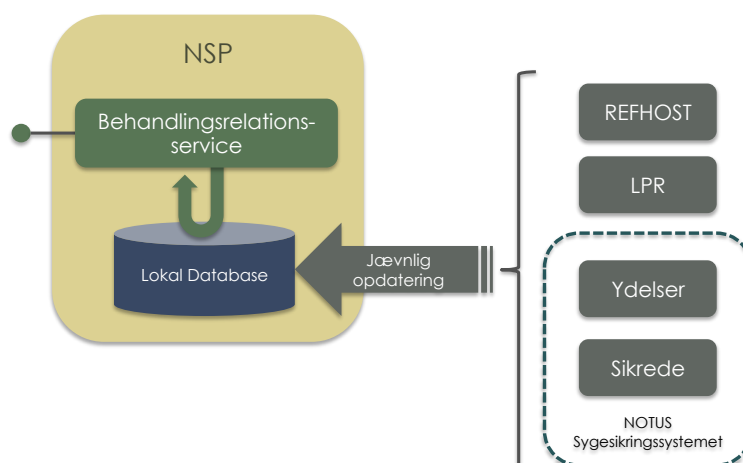 NSP
Behandlingsrelations-
service
Lokal Database
Jævnlig
opdatering
REFHOST
LPR
Ydelser
Sikrede
NOTUS
Sygesikringssystemet